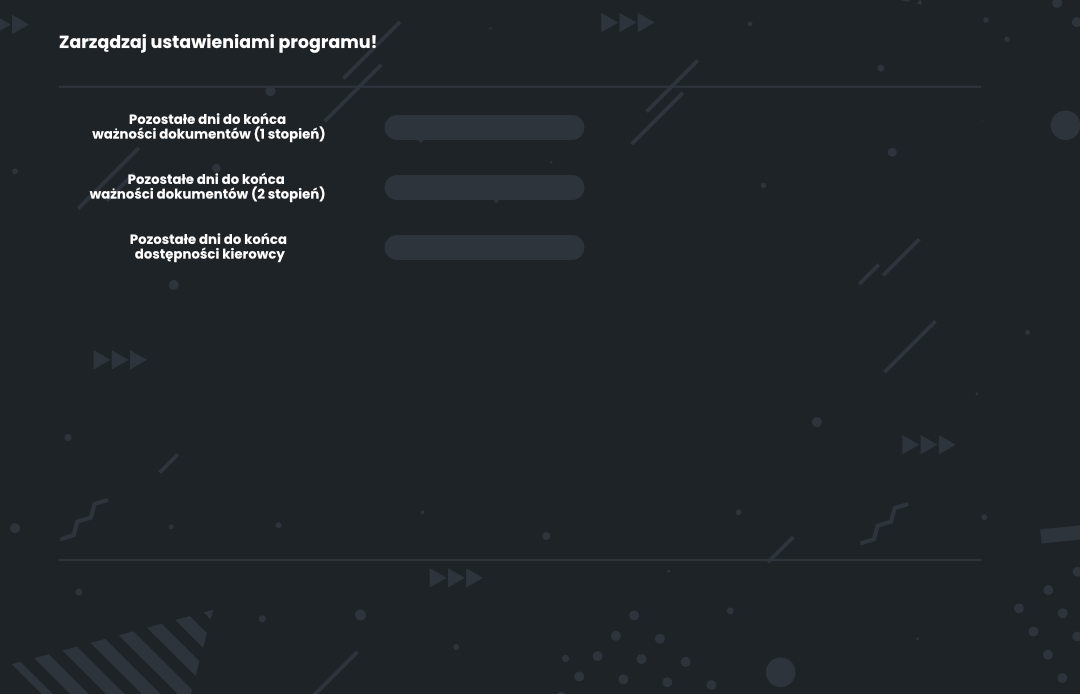 Zarządzaj ustawieniami programu!
Pozostałe dni do końca
ważności dokumentów (1 stopień)
Pozostałe dni do końca
ważności dokumentów (2 stopień)
Pozostałe dni do końca
dostępności kierowcy